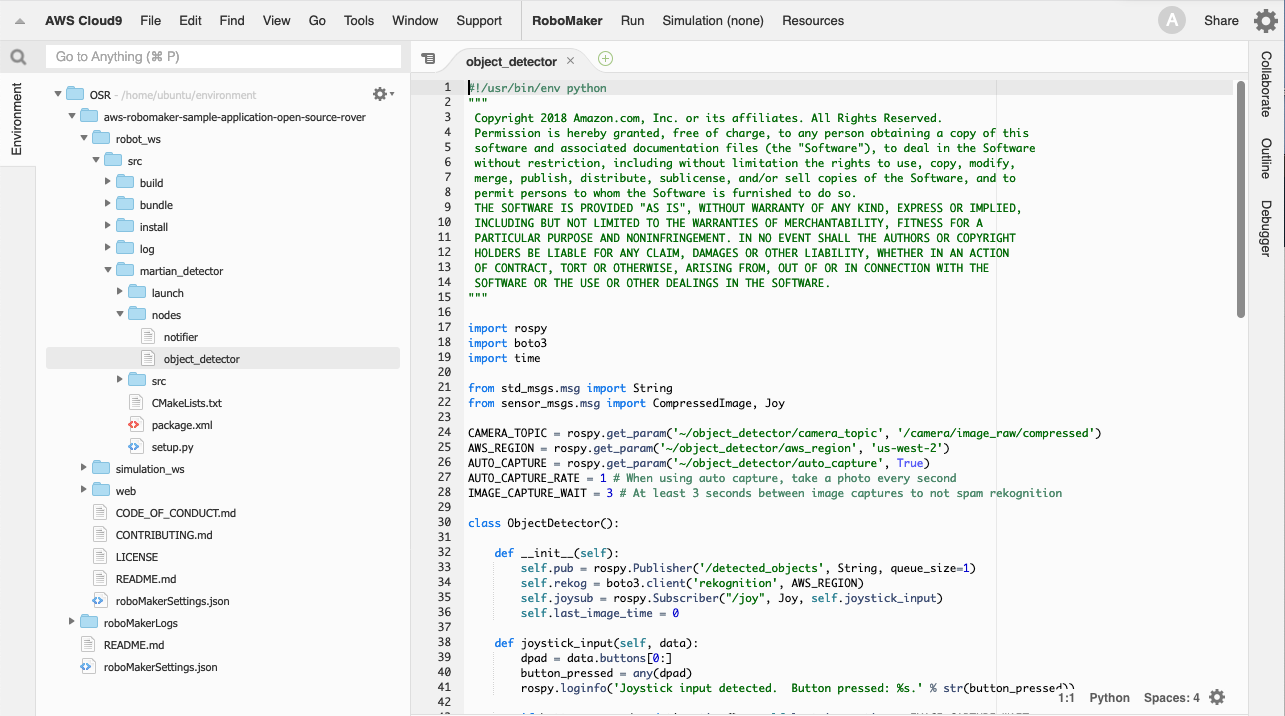 AWS Cloud9 File Edit Find View Go Tools Window Support RoboMaker Run Simulation (none) Resources A Share
Go to Anything (⌘ P)
Environment
OSR - /home/ubuntu/environment
aws-robomaker-sample-application-open-source-rover
robot_ws
src
build
bundle
install
log
martian_detector
launch
nodes
notifier
object_detector
src
CMakeLists.txt
package.xml
setup.py
simulation_ws
web
CODE_OF_CONDUCT.md
CONTRIBUTING.md
LICENSE
README.md
roboMakerSettings.json
roboMakerLogs
README.md
roboMakerSettings.json
object_detector
1 #!/usr/bin/env python
2 """
3 Copyright 2018 Amazon.com, Inc. or its affiliates. All Rights Reserved.
4 Permission is hereby granted, free of charge, to any person obtaining a copy of this
5 software and associated documentation files (the "Software"), to deal in the Software
6 without restriction, including without limitation the rights to use, copy, modify,
7 merge, publish, distribute, sublicense, and/or sell copies of the Software, and to
8 permit persons to whom the Software is furnished to do so.
9 THE SOFTWARE IS PROVIDED "AS IS", WITHOUT WARRANTY OF ANY KIND, EXPRESS OR IMPLIED,
10 INCLUDING BUT NOT LIMITED TO THE WARRANTIES OF MERCHANTABILITY, FITNESS FOR A
11 PARTICULAR PURPOSE AND NONINFRINGEMENT. IN NO EVENT SHALL THE AUTHORS OR COPYRIGHT
12 HOLDERS BE LIABLE FOR ANY CLAIM, DAMAGES OR OTHER LIABILITY, WHETHER IN AN ACTION
13 OF CONTRACT, TORT OR OTHERWISE, ARISING FROM, OUT OF OR IN CONNECTION WITH THE
14 SOFTWARE OR THE USE OR OTHER DEALINGS IN THE SOFTWARE.
15 """
16
17 import rospy
18 import boto3
19 import time
20
21 from std_msgs.msg import String
22 from sensor_msgs.msg import CompressedImage, Joy
23
24 CAMERA_TOPIC = rospy.get_param('~/object_detector/camera_topic', '/camera/image_raw/compressed')
25 AWS_REGION = rospy.get_param('~/object_detector/aws_region', 'us-west-2')
26 AUTO_CAPTURE = rospy.get_param('~/object_detector/auto_capture', True)
27 AUTO_CAPTURE_RATE = 1 # When using auto capture, take a photo every second
28 IMAGE_CAPTURE_WAIT = 3 # At least 3 seconds between image captures to not spam rekognition
29
30 class ObjectDetector():
31
32 def __init__(self):
33 self.pub = rospy.Publisher('/detected_objects', String, queue_size=1)
34 self.rekog = boto3.client('rekognition', AWS_REGION)
35 self.joysub = rospy.Subscriber("/joy", Joy, self.joystick_input)
36 self.last_image_time = 0
37
38 def joystick_input(self, data):
39 dpad = data.buttons[0:]
40 button_pressed = any(dpad)
41 rospy.loginfo('Joystick input detected.  Button pressed: %s.' % str(button_pressed))
42
1:1 Python Spaces: 4
Collaborate
Outline
Debugger